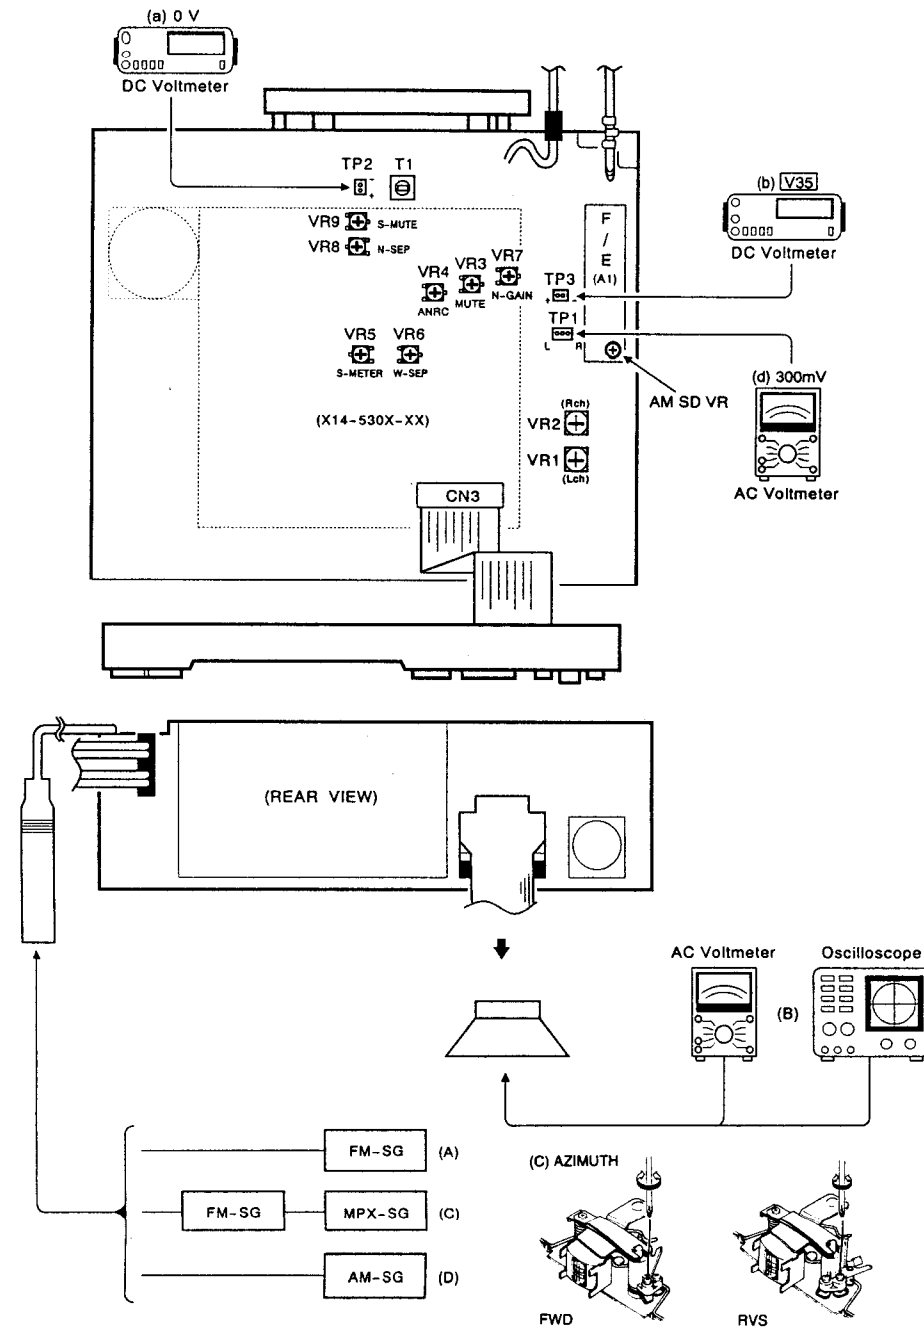 (a) 0 V
DC Voltmeter
TP2 T1
-
+
VR9 S-MUTE
VR8 N-SEP
VR4 VR3 VR7
ANRC MUTE N-GAIN
VR5 VR6
S-METER W-SEP
(X14-530X-XX)
F
/
E
(A1)
TP3
+ -
TP1
L R
(b) V35
DC Voltmeter
AM SD VR
(d) 300mV
AC Voltmeter
(Rch)
VR2
VR1
(Lch)
CN3
(REAR VIEW)
AC Voltmeter
(B)
Oscilloscope
FM-SG (A)
FM-SG MPX-SG (C)
AM-SG (D)
(C) AZIMUTH
FWD
RVS